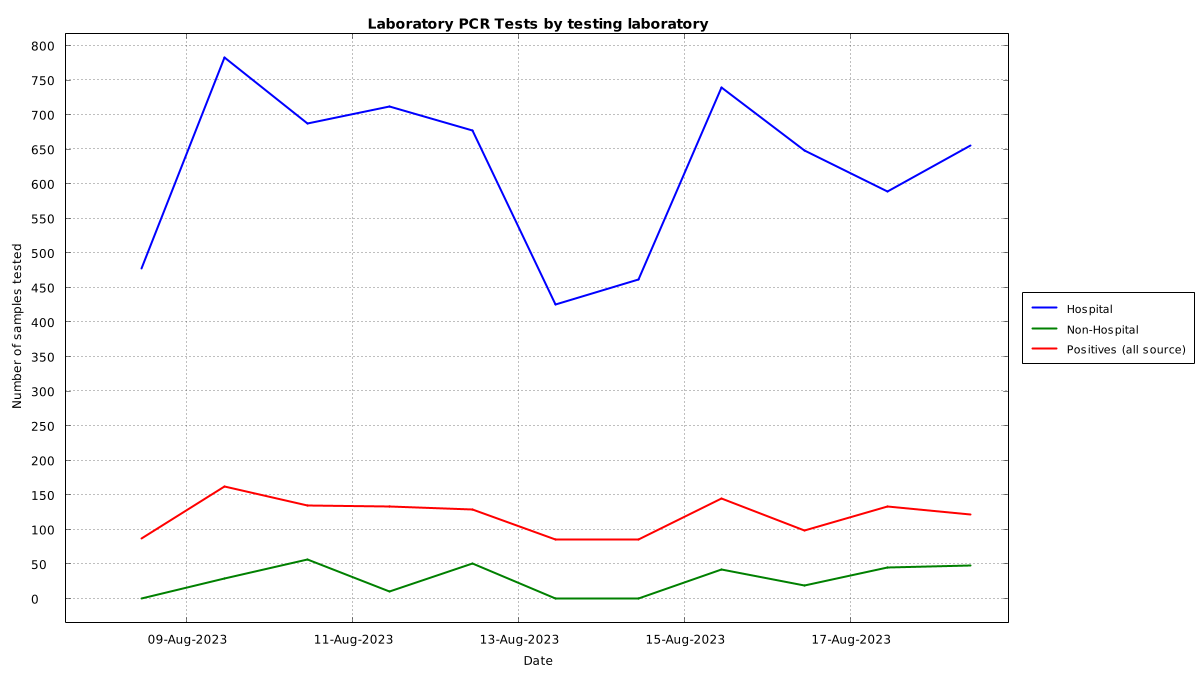 Laboratory PCR Tests by testing laboratory
800
750
700
650
600
550
500
450
400
350
300
250
200
150
100
50
0
Number of samples tested
09-Aug-2023 11-Aug-2023 13-Aug-2023 15-Aug-2023 17-Aug-2023
Date
Hospital
Non-Hospital
Positives (all source)